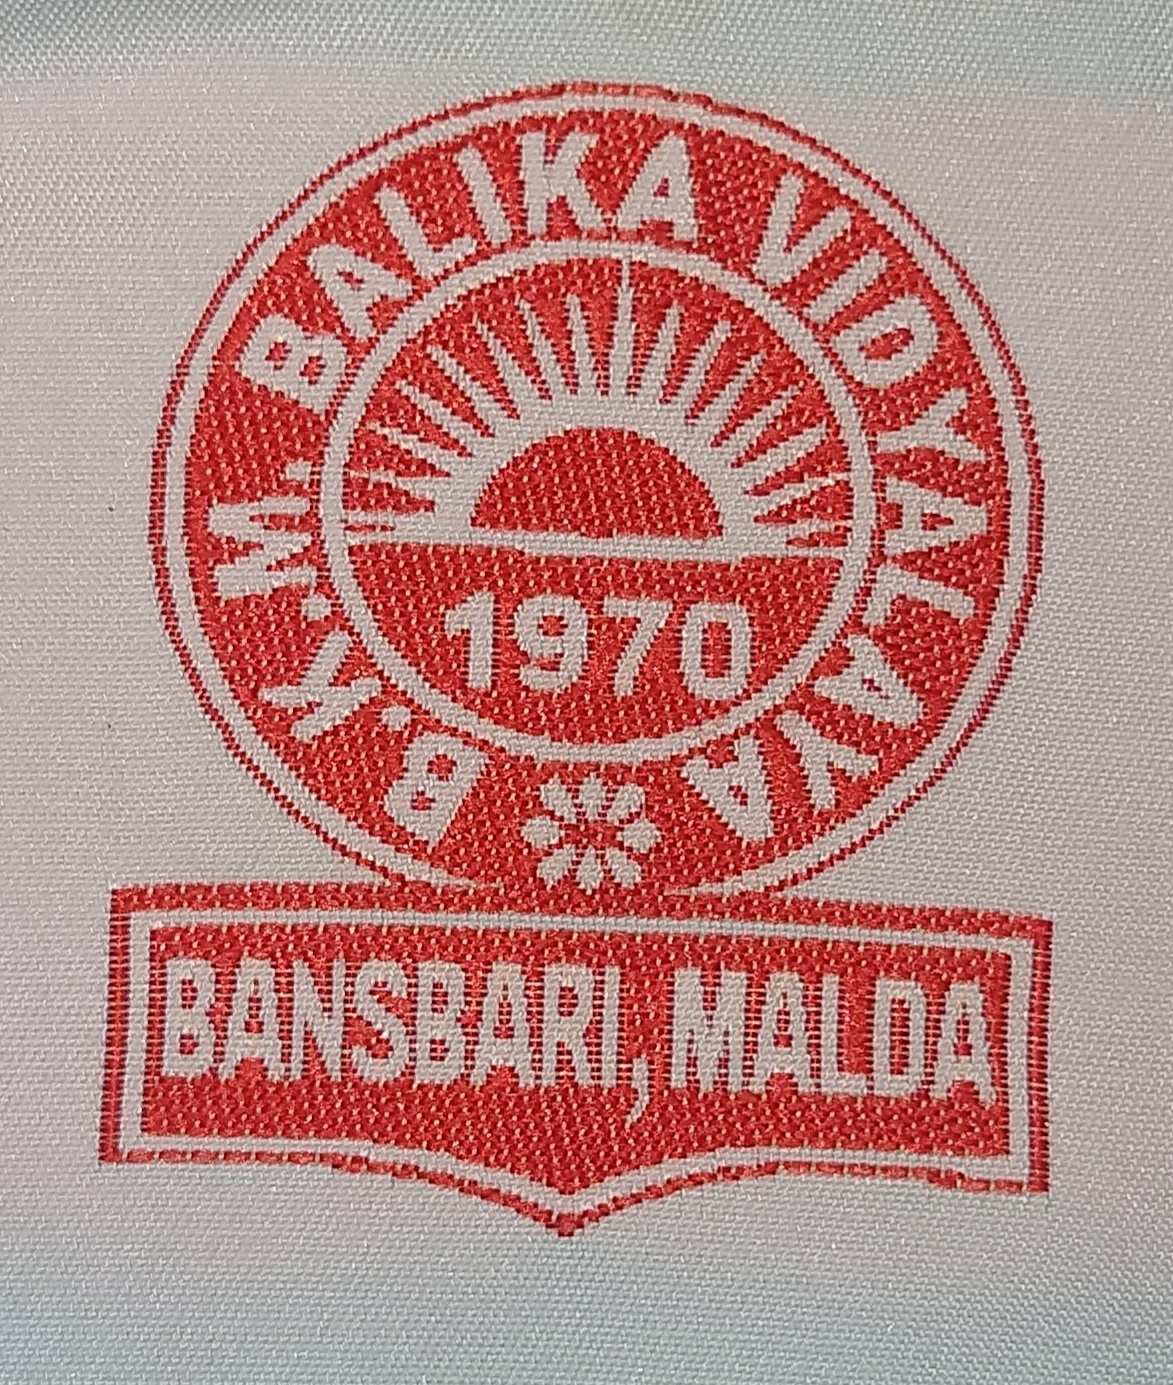 B.K.M. BALIKA VIDYALAYA
1970
BANSBARI, MALDA